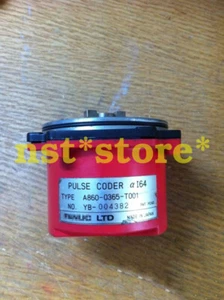 nst*store*
PULSE CODER α164
TYPE A860-0365-T001
NO. YB-004382
FANUC LTD